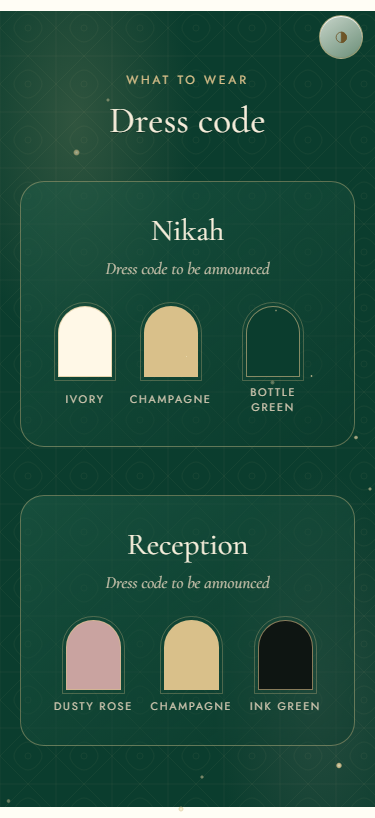 WHAT TO WEAR
Dress code
Nikah
Dress code to be announced
IVORY
CHAMPAGNE
BOTTLE
GREEN
Reception
Dress code to be announced
DUSTY ROSE
CHAMPAGNE
INK GREEN